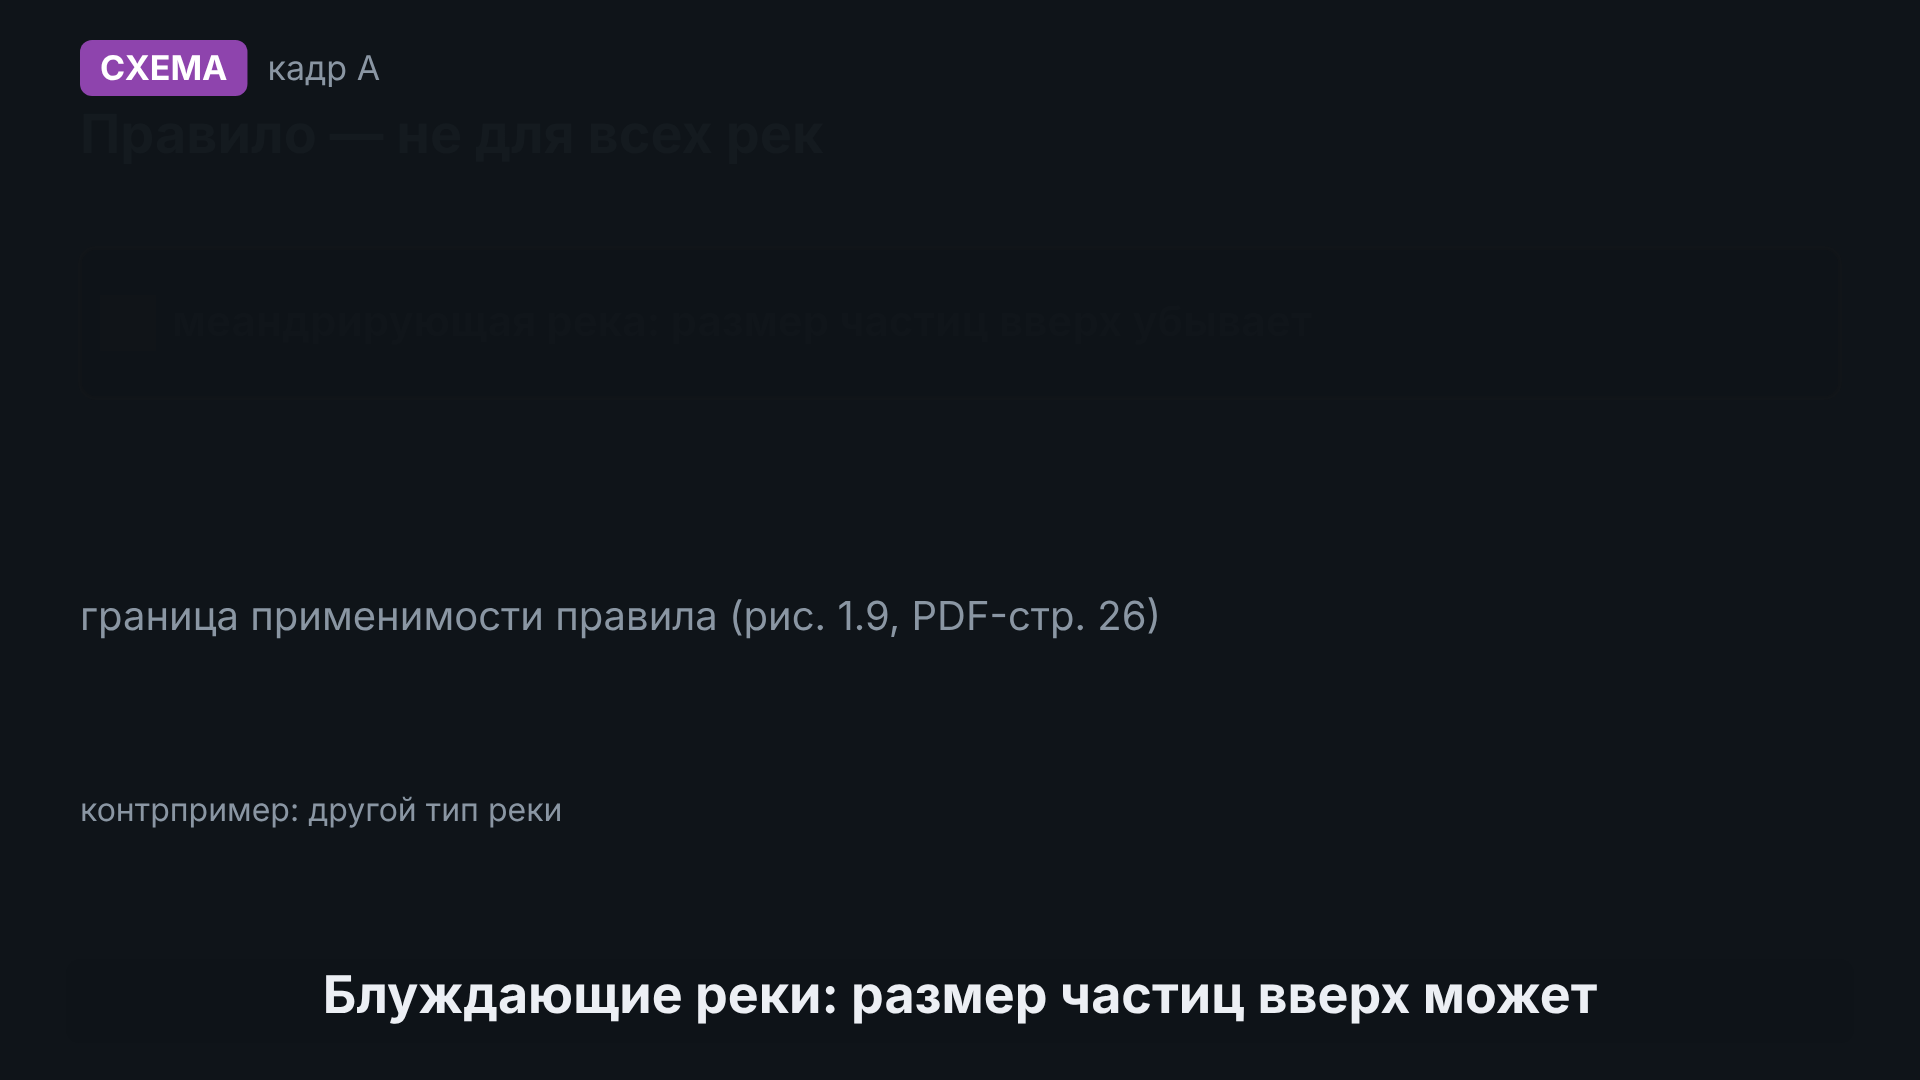 СХЕМА кадр А
Правило — не для всех рек
меандрирующая река: размер частиц вверх убывает
граница применимости правила (рис. 1.9, PDF-стр. 26)
контрпример: другой тип реки
Блуждающие реки: размер частиц вверх может